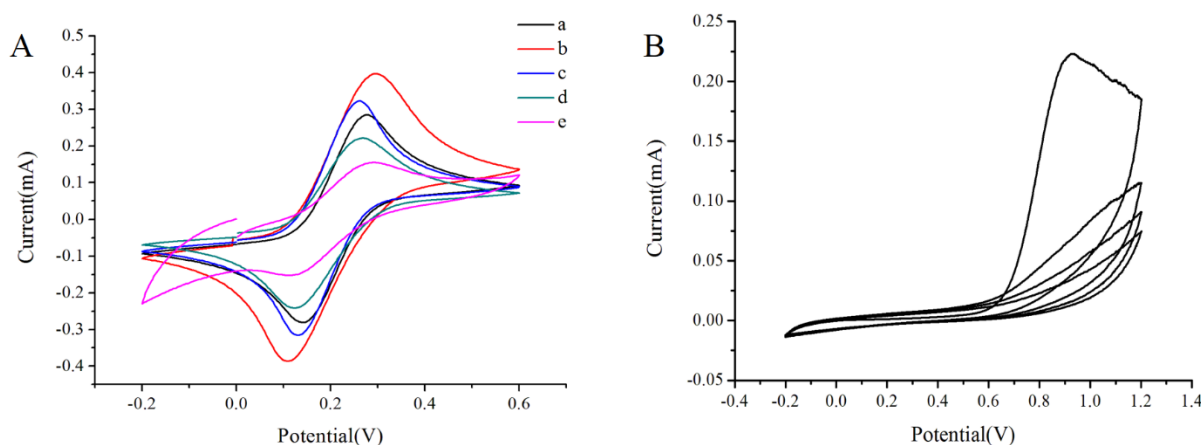 A
a
b
c
d
e
0.5
0.4
0.3
0.2
0.1
0.0
-0.1
-0.2
-0.3
-0.4
Current(mA)
-0.2 0.0 0.2 0.4 0.6
Potential(V)
B
0.25
0.20
0.15
0.10
0.05
0.00
-0.05
Current(mA)
-0.4 -0.2 0.0 0.2 0.4 0.6 0.8 1.0 1.2 1.4
Potential(V)